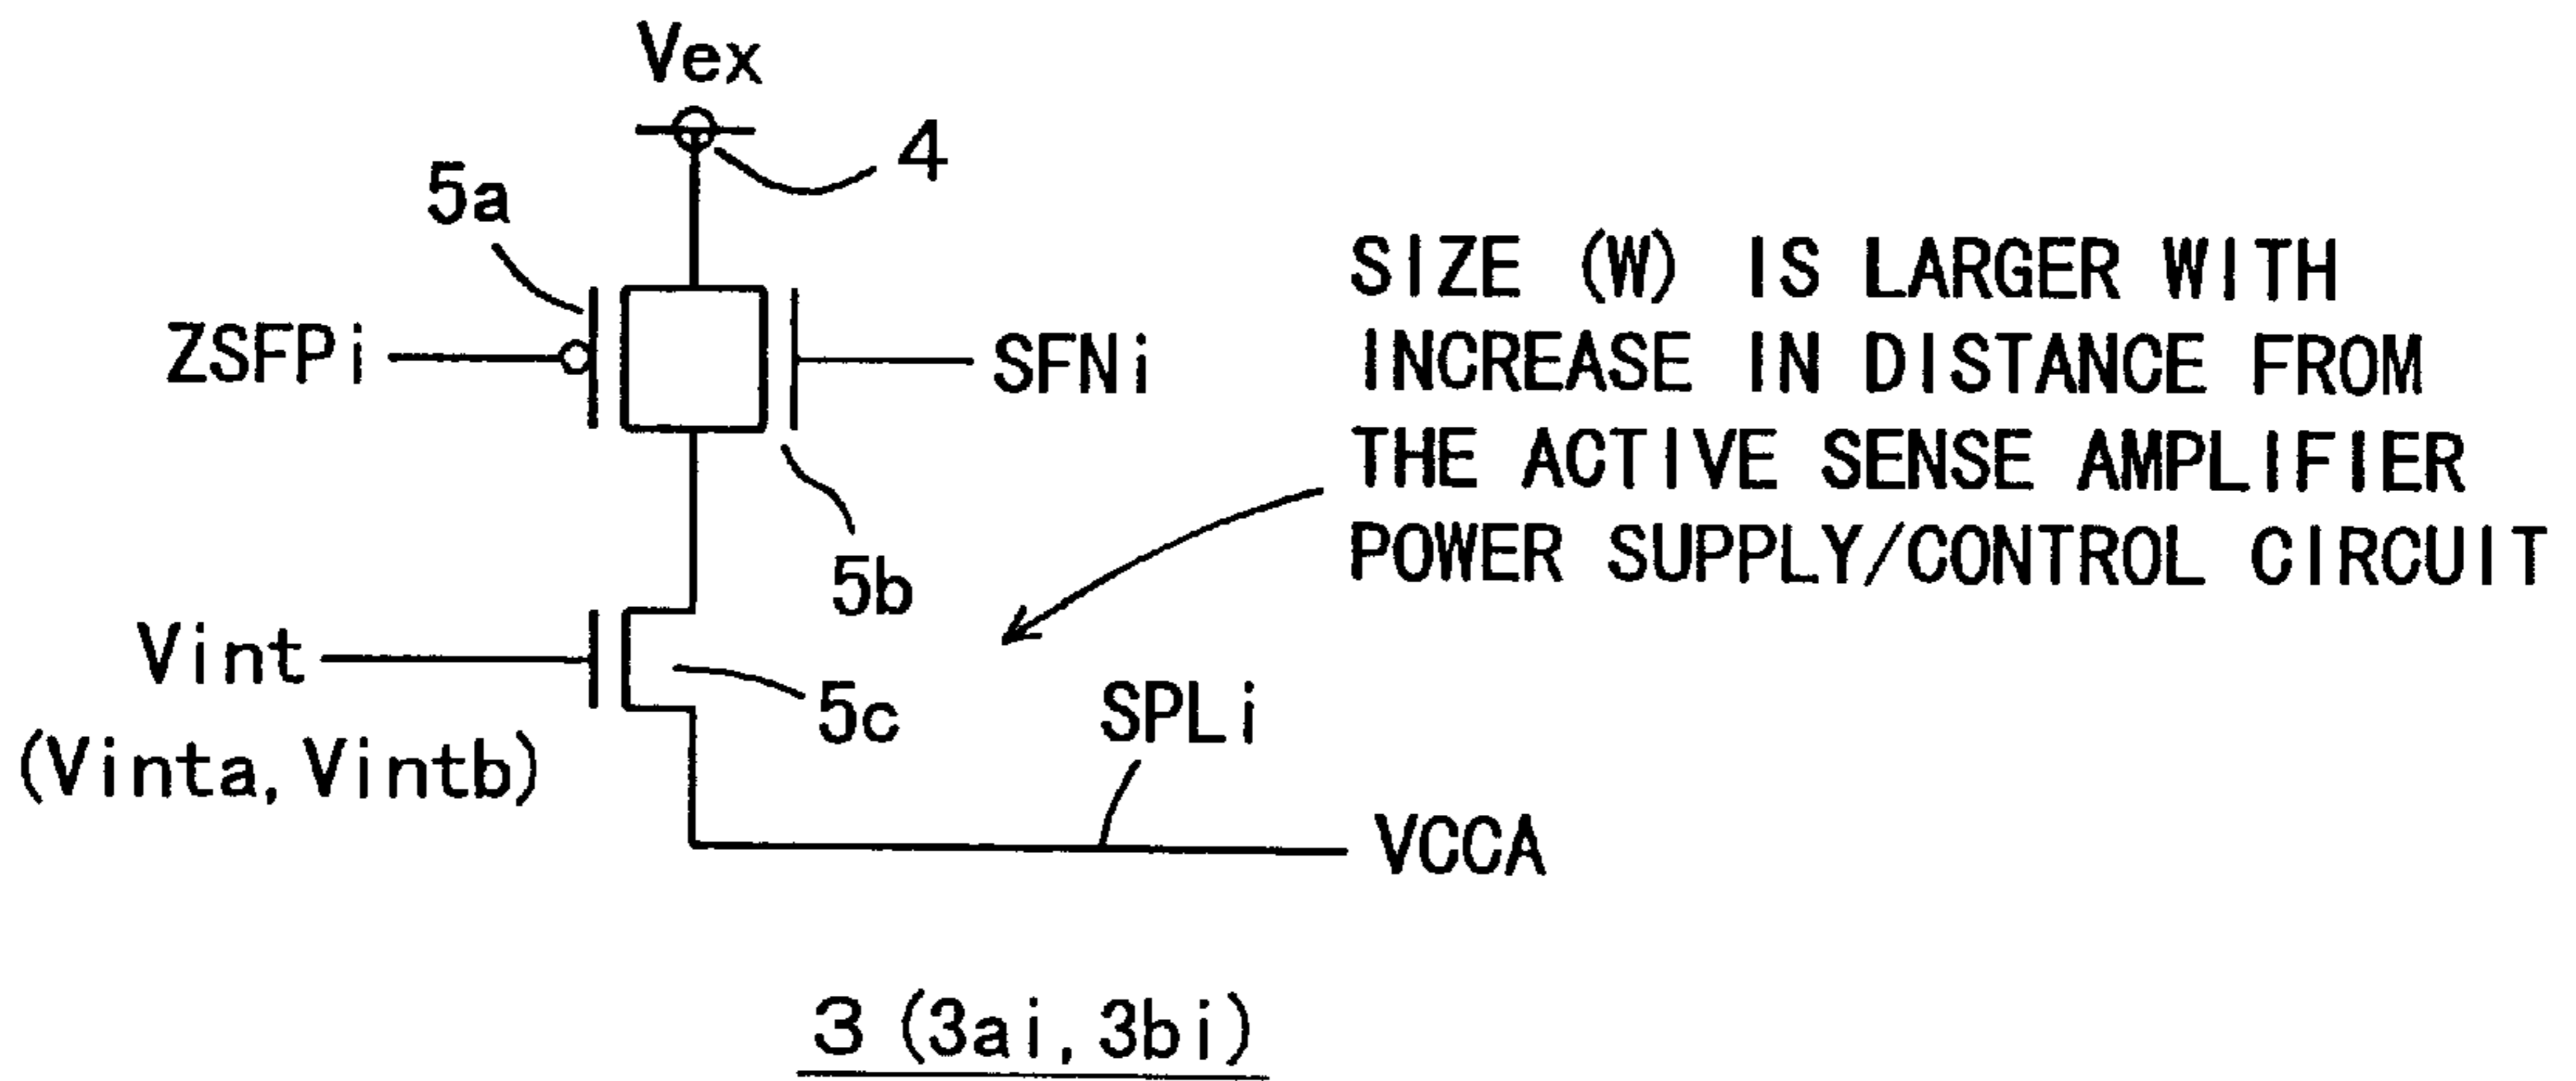 Vex
4
5a
ZSFPi
SFNi
5b
SIZE (W) IS LARGER WITH
INCREASE IN DISTANCE FROM
THE ACTIVE SENSE AMPLIFIER
POWER SUPPLY/CONTROL CIRCUIT
Vint
(Vinta, Vintb)
5c
SPLi
VCCA
3 (3ai, 3bi)